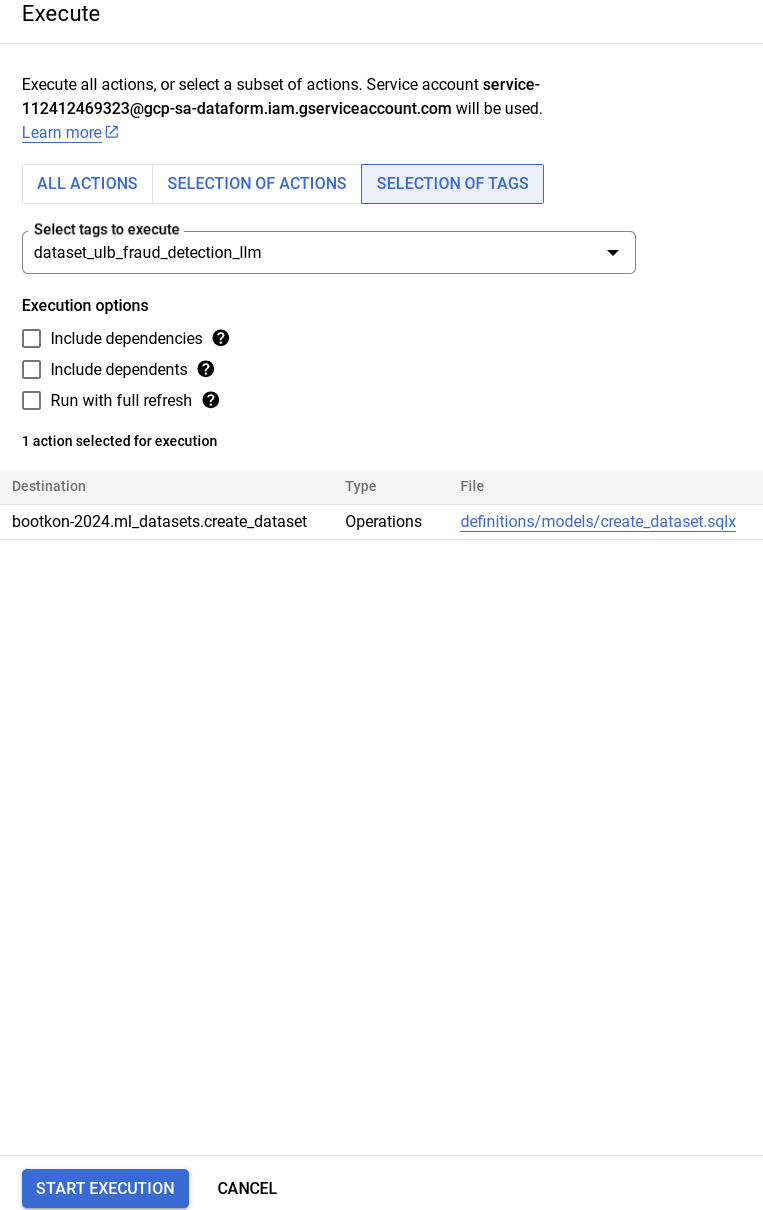 Execute
Execute all actions, or select a subset of actions. Service account service-
112412469323@gcp-sa-dataform.iam.gserviceaccount.com will be used.
Learn more
ALL ACTIONS SELECTION OF ACTIONS SELECTION OF TAGS
Select tags to execute
dataset_ulb_fraud_detection_llm
Execution options
Include dependencies ?
Include dependents ?
Run with full refresh ?
1 action selected for execution
Destination Type File
bootkon-2024.ml_datasets.create_dataset Operations definitions/models/create_dataset.sqlx
START EXECUTION CANCEL